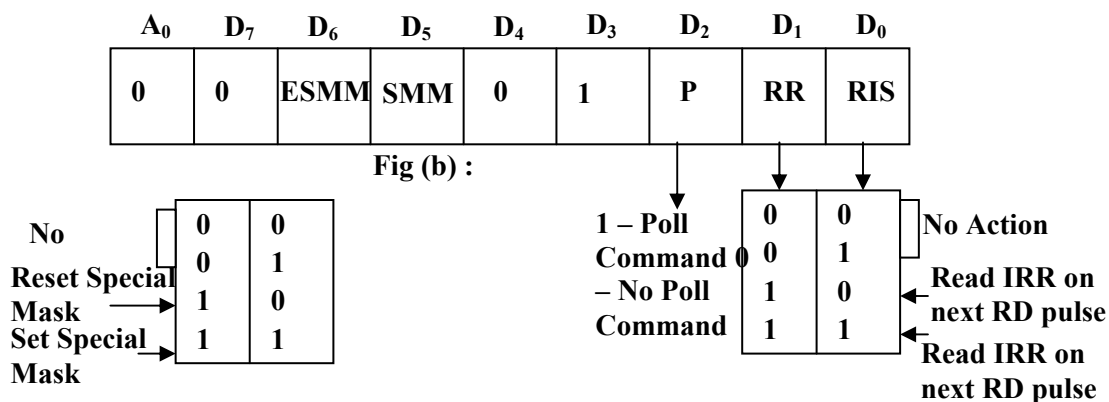 A₀ D₇ D₆ D₅ D₄ D₃ D₂ D₁ D₀
0 0 ESMM SMM 0 1 P RR RIS
Fig (b) :
No
Reset Special
Mask
Set Special
Mask
0 0
0 1
1 0
1 1
1 – Poll
Command 0
– No Poll
Command
0 0
0 1
1 0
1 1
No Action
Read IRR on
next RD pulse
Read IRR on
next RD pulse